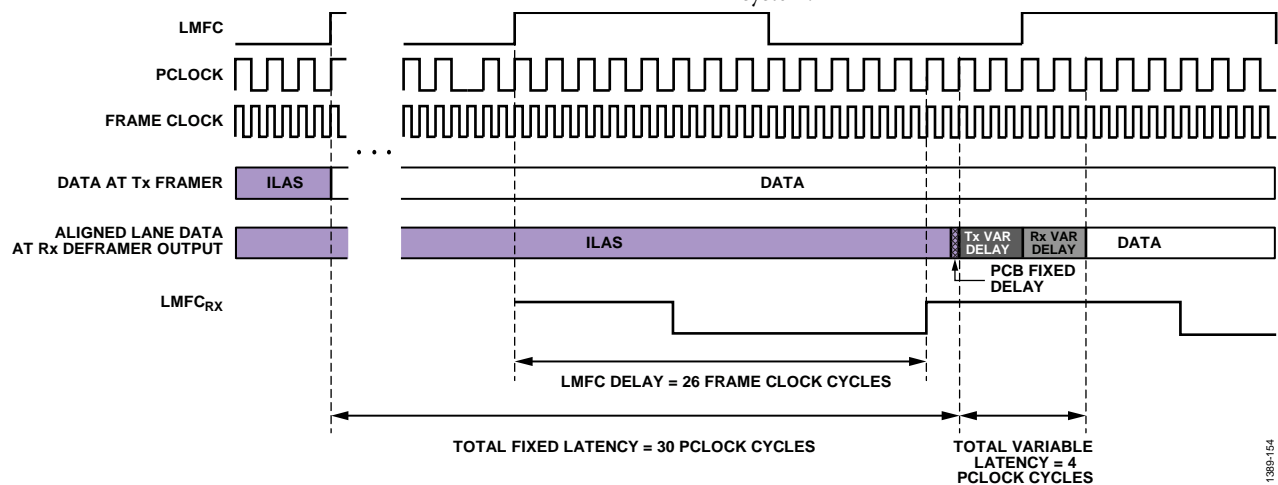 LMFC
PCLOCK
FRAME CLOCK
. . .
DATA AT Tx FRAMER
ILAS
DATA
ALIGNED LANE DATA
AT Rx DEFRAMER OUTPUT
ILAS
Tx VAR
DELAY
Rx VAR
DELAY
DATA
PCB FIXED
DELAY
LMFCRX
LMFC DELAY = 26 FRAME CLOCK CYCLES
TOTAL FIXED LATENCY = 30 PCLOCK CYCLES
TOTAL VARIABLE
LATENCY = 4
PCLOCK CYCLES
1389-154